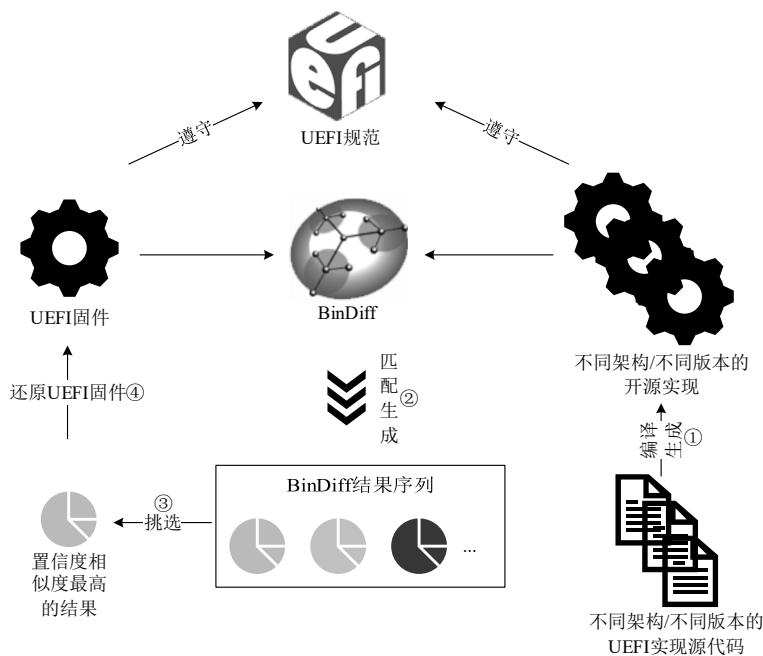 uefi
UEFI规范
遵守
遵守
UEFI固件
BinDiff
不同架构/不同版本的
开源实现
还原UEFI固件④
匹配生成②
编译
生成①
BinDiff结果序列
...
③
挑选
置信度相
似度最高
的结果
不同架构/不同版本的
UEFI实现源代码